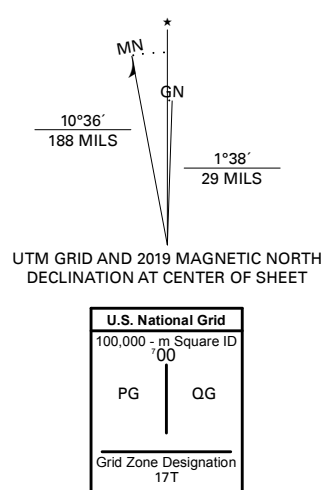 ★
MN
GN
10°36´
188 MILS
1°38´
29 MILS
UTM GRID AND 2019 MAGNETIC NORTH
DECLINATION AT CENTER OF SHEET
U.S. National Grid
100,000 - m Square ID
⁷00
PG QG
Grid Zone Designation
17T